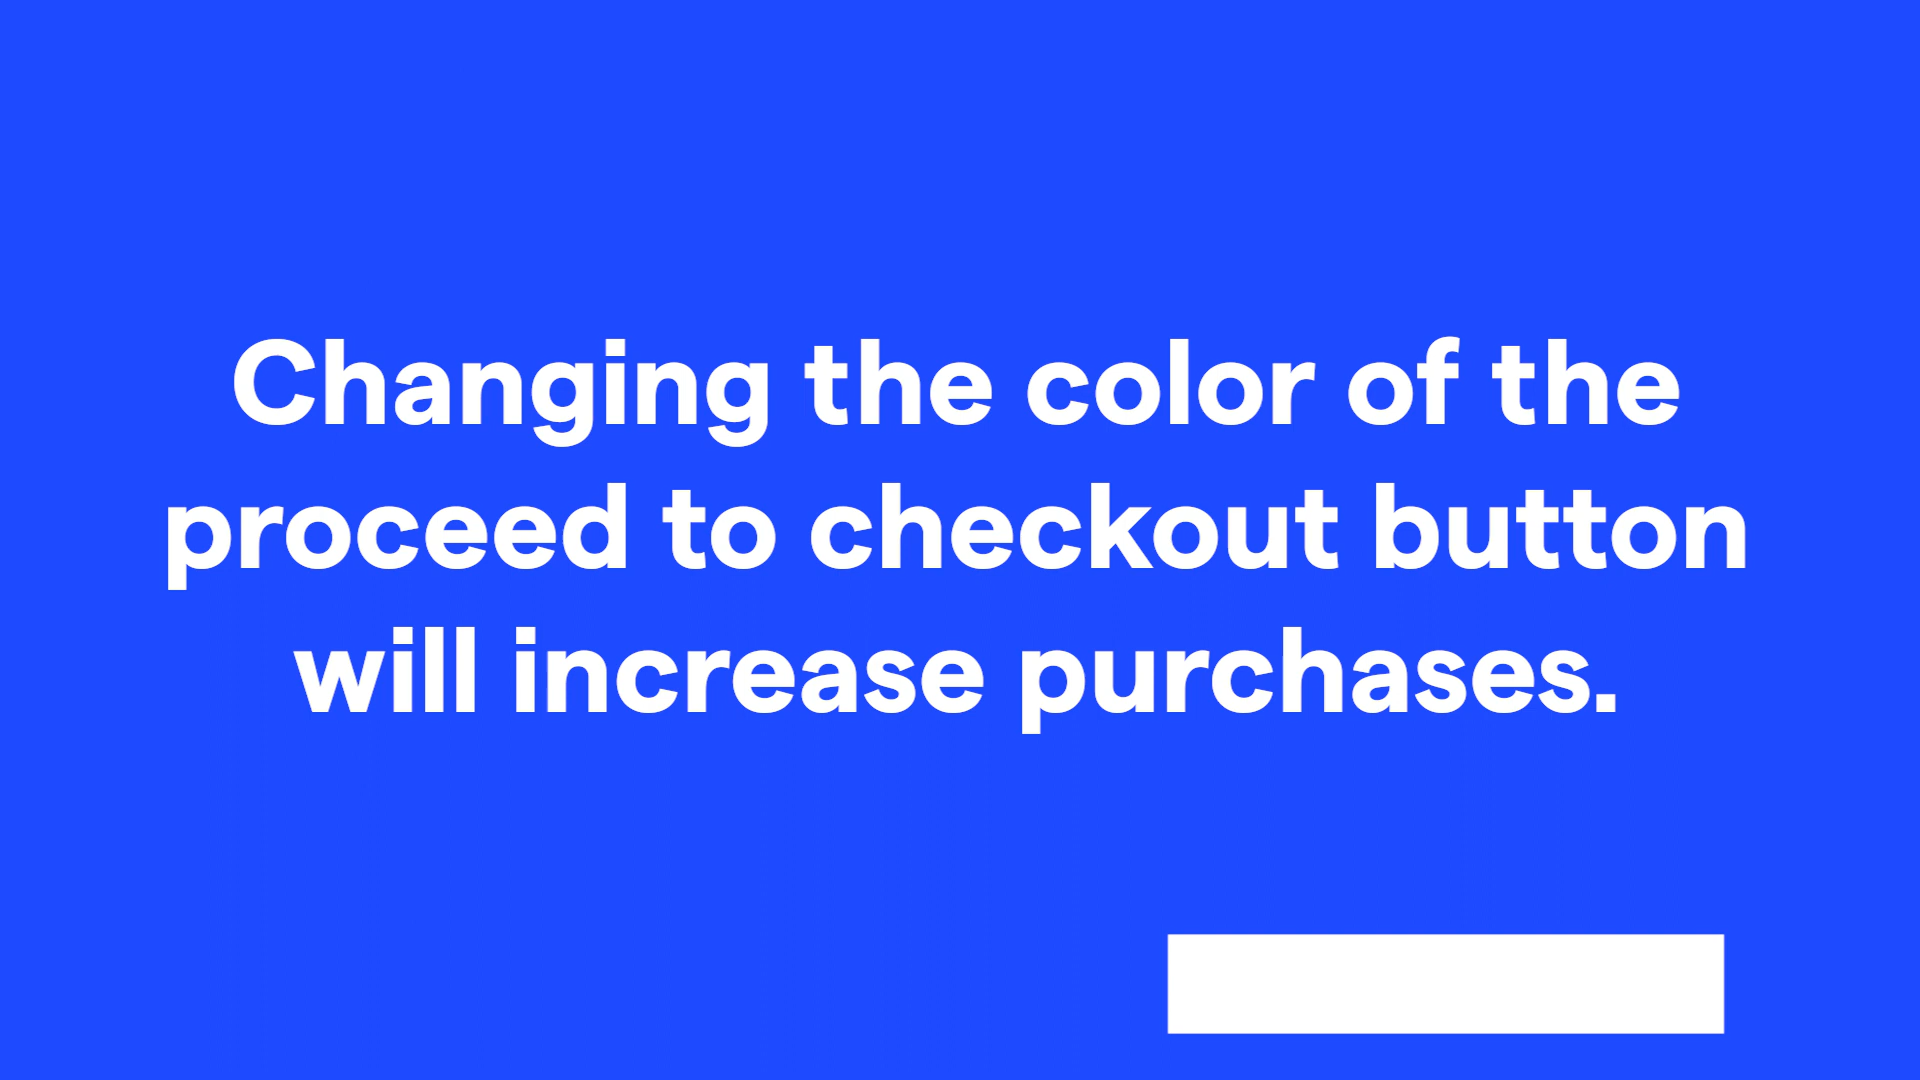 Changing the color of the
proceed to checkout button
will increase purchases.